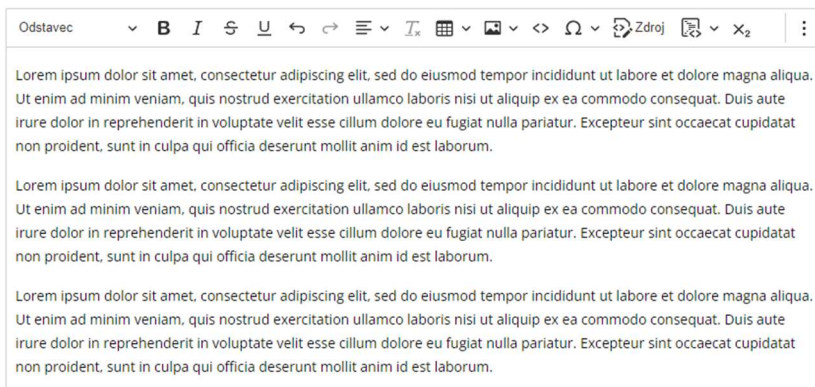 Odstavec B I S U Zdroj X₂
Lorem ipsum dolor sit amet, consectetur adipiscing elit, sed do eiusmod tempor incididunt ut labore et dolore magna aliqua.
Ut enim ad minim veniam, quis nostrud exercitation ullamco laboris nisi ut aliquip ex ea commodo consequat. Duis aute
irure dolor in reprehenderit in voluptate velit esse cillum dolore eu fugiat nulla pariatur. Excepteur sint occaecat cupidatat
non proident, sunt in culpa qui officia deserunt mollit anim id est laborum.
Lorem ipsum dolor sit amet, consectetur adipiscing elit, sed do eiusmod tempor incididunt ut labore et dolore magna aliqua.
Ut enim ad minim veniam, quis nostrud exercitation ullamco laboris nisi ut aliquip ex ea commodo consequat. Duis aute
irure dolor in reprehenderit in voluptate velit esse cillum dolore eu fugiat nulla pariatur. Excepteur sint occaecat cupidatat
non proident, sunt in culpa qui officia deserunt mollit anim id est laborum.
Lorem ipsum dolor sit amet, consectetur adipiscing elit, sed do eiusmod tempor incididunt ut labore et dolore magna aliqua.
Ut enim ad minim veniam, quis nostrud exercitation ullamco laboris nisi ut aliquip ex ea commodo consequat. Duis aute
irure dolor in reprehenderit in voluptate velit esse cillum dolore eu fugiat nulla pariatur. Excepteur sint occaecat cupidatat
non proident, sunt in culpa qui officia deserunt mollit anim id est laborum.